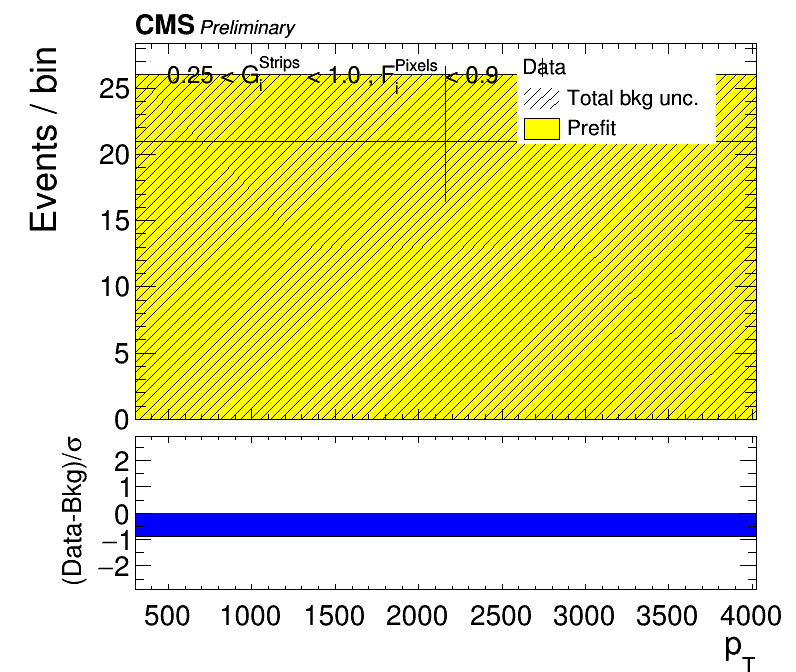 CMS Preliminary
Events / bin
0.25 < G_i^Strips < 1.0 , F_i^Pixels < 0.9
Data
Total bkg unc.
Prefit
25
20
15
10
5
0
(Data-Bkg)/σ
2
1
0
−1
−2
500 1000 1500 2000 2500 3000 3500 4000
p_T